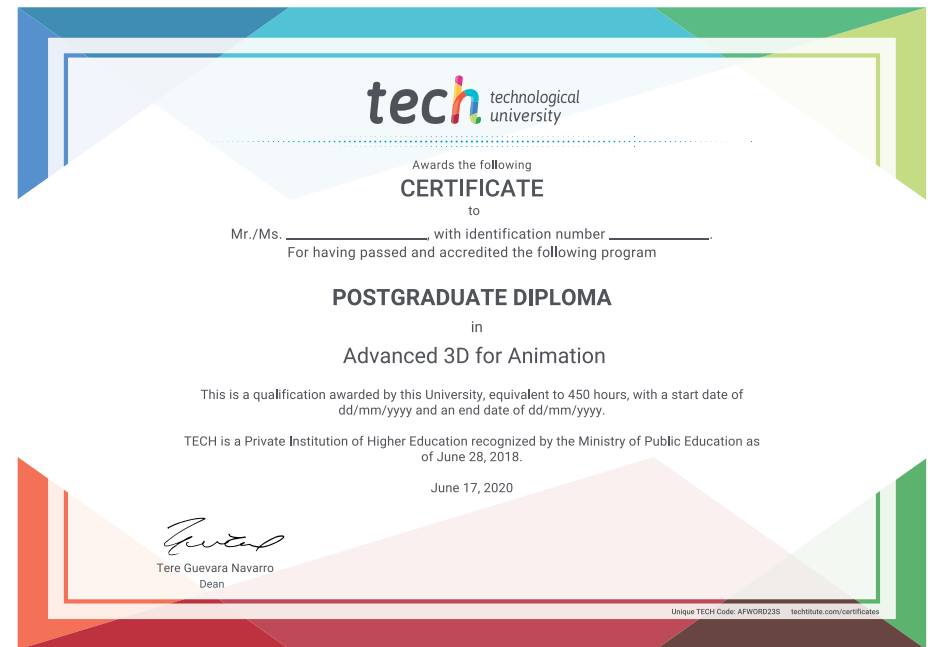 tech technological
university
Awards the following
CERTIFICATE
to
Mr./Ms. __________________, with identification number _____________.
For having passed and accredited the following program
POSTGRADUATE DIPLOMA
in
Advanced 3D for Animation
This is a qualification awarded by this University, equivalent to 450 hours, with a start date of
dd/mm/yyyy and an end date of dd/mm/yyyy.
TECH is a Private Institution of Higher Education recognized by the Ministry of Public Education as
of June 28, 2018.
June 17, 2020
Tere Guevara Navarro
Dean
Unique TECH Code: AFWORD23S techtitute.com/certificates